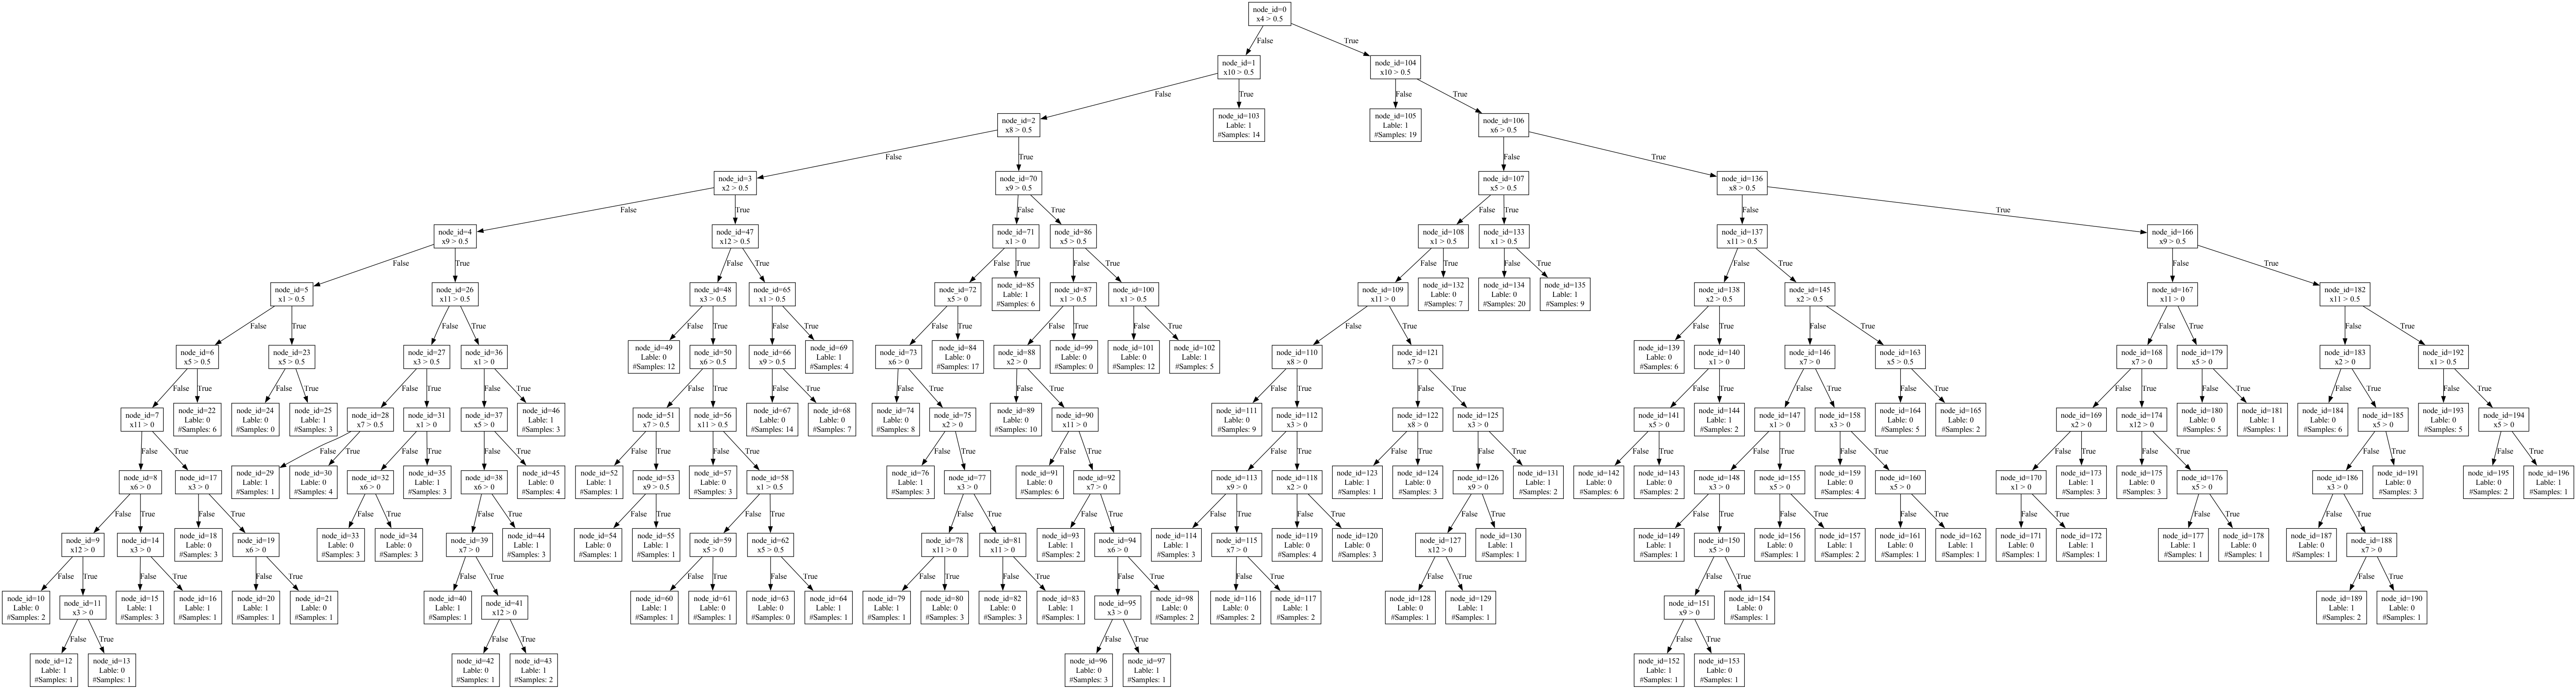 node_id=0
x4 > 0.5
False
True
node_id=1
x10 > 0.5
node_id=104
x10 > 0.5
False
True
False
True
node_id=2
x8 > 0.5
node_id=103
Lable: 1
#Samples: 14
node_id=105
Lable: 1
#Samples: 19
node_id=106
x6 > 0.5
False
True
False
True
node_id=3
x2 > 0.5
node_id=70
x9 > 0.5
node_id=107
x5 > 0.5
node_id=136
x8 > 0.5
False
True
False
True
False
True
False
True
node_id=4
x9 > 0.5
node_id=47
x12 > 0.5
node_id=71
x1 > 0
node_id=86
x5 > 0.5
node_id=108
x1 > 0.5
node_id=133
x1 > 0.5
node_id=137
x11 > 0.5
node_id=166
x9 > 0.5
False
True
False
True
False
True
False
True
False
True
False
True
False
True
False
True
node_id=5
x1 > 0.5
node_id=26
x11 > 0.5
node_id=48
x3 > 0.5
node_id=65
x1 > 0.5
node_id=72
x5 > 0
node_id=85
Lable: 1
#Samples: 6
node_id=87
x1 > 0.5
node_id=100
x1 > 0.5
node_id=109
x11 > 0
node_id=132
Lable: 0
#Samples: 7
node_id=134
Lable: 0
#Samples: 20
node_id=135
Lable: 1
#Samples: 9
node_id=138
x2 > 0.5
node_id=145
x2 > 0.5
node_id=167
x11 > 0
node_id=182
x11 > 0.5
False
True
False
True
False
True
False
True
False
True
False
True
False
True
False
True
False
True
False
True
False
True
False
True
node_id=6
x5 > 0.5
node_id=23
x5 > 0.5
node_id=27
x3 > 0.5
node_id=36
x1 > 0
node_id=49
Lable: 0
#Samples: 12
node_id=50
x6 > 0.5
node_id=66
x9 > 0.5
node_id=69
Lable: 1
#Samples: 4
node_id=73
x6 > 0
node_id=84
Lable: 0
#Samples: 17
node_id=88
x2 > 0
node_id=99
Lable: 0
#Samples: 0
node_id=101
Lable: 0
#Samples: 12
node_id=102
Lable: 1
#Samples: 5
node_id=110
x8 > 0
node_id=121
x7 > 0
node_id=139
Lable: 0
#Samples: 6
node_id=140
x1 > 0
node_id=146
x7 > 0
node_id=163
x5 > 0.5
node_id=168
x7 > 0
node_id=179
x5 > 0
node_id=183
x2 > 0
node_id=192
x1 > 0.5
False
True
False
True
False
True
False
True
False
True
False
True
False
True
False
True
False
True
False
True
False
True
False
True
False
True
False
True
False
True
False
True
False
True
node_id=7
x11 > 0
node_id=22
Lable: 0
#Samples: 6
node_id=24
Lable: 0
#Samples: 0
node_id=25
Lable: 1
#Samples: 3
node_id=28
x7 > 0.5
node_id=31
x1 > 0
node_id=37
x5 > 0
node_id=46
Lable: 1
#Samples: 3
node_id=51
x7 > 0.5
node_id=56
x11 > 0.5
node_id=67
Lable: 0
#Samples: 14
node_id=68
Lable: 0
#Samples: 7
node_id=74
Lable: 0
#Samples: 8
node_id=75
x2 > 0
node_id=89
Lable: 0
#Samples: 10
node_id=90
x11 > 0
node_id=111
Lable: 0
#Samples: 9
node_id=112
x3 > 0
node_id=122
x8 > 0
node_id=125
x3 > 0
node_id=141
x5 > 0
node_id=144
Lable: 1
#Samples: 2
node_id=147
x1 > 0
node_id=158
x3 > 0
node_id=164
Lable: 0
#Samples: 5
node_id=165
Lable: 0
#Samples: 2
node_id=169
x2 > 0
node_id=174
x12 > 0
node_id=180
Lable: 0
#Samples: 5
node_id=181
Lable: 1
#Samples: 1
node_id=184
Lable: 0
#Samples: 6
node_id=185
x5 > 0
node_id=193
Lable: 0
#Samples: 5
node_id=194
x5 > 0
False
True
False
True
False
True
False
True
False
True
False
True
False
True
False
True
False
True
False
True
False
True
False
True
False
True
False
True
False
True
False
True
False
True
False
True
node_id=8
x6 > 0
node_id=17
x3 > 0
node_id=29
Lable: 1
#Samples: 1
node_id=30
Lable: 0
#Samples: 4
node_id=32
x6 > 0
node_id=35
Lable: 1
#Samples: 3
node_id=38
x6 > 0
node_id=45
Lable: 0
#Samples: 4
node_id=52
Lable: 1
#Samples: 1
node_id=53
x9 > 0.5
node_id=57
Lable: 0
#Samples: 3
node_id=58
x1 > 0.5
node_id=76
Lable: 1
#Samples: 3
node_id=77
x3 > 0
node_id=91
Lable: 0
#Samples: 6
node_id=92
x7 > 0
node_id=113
x9 > 0
node_id=118
x2 > 0
node_id=123
Lable: 1
#Samples: 1
node_id=124
Lable: 0
#Samples: 3
node_id=126
x9 > 0
node_id=131
Lable: 1
#Samples: 2
node_id=142
Lable: 0
#Samples: 6
node_id=143
Lable: 0
#Samples: 2
node_id=148
x3 > 0
node_id=155
x5 > 0
node_id=159
Lable: 0
#Samples: 4
node_id=160
x5 > 0
node_id=170
x1 > 0
node_id=173
Lable: 1
#Samples: 3
node_id=175
Lable: 0
#Samples: 3
node_id=176
x5 > 0
node_id=186
x3 > 0
node_id=191
Lable: 0
#Samples: 3
node_id=195
Lable: 0
#Samples: 2
node_id=196
Lable: 1
#Samples: 1
False
True
False
True
False
True
False
True
False
True
False
True
False
True
False
True
False
True
False
True
False
True
False
True
False
True
False
True
False
True
False
True
False
True
node_id=9
x12 > 0
node_id=14
x3 > 0
node_id=18
Lable: 0
#Samples: 3
node_id=19
x6 > 0
node_id=33
Lable: 0
#Samples: 3
node_id=34
Lable: 0
#Samples: 3
node_id=39
x7 > 0
node_id=44
Lable: 1
#Samples: 3
node_id=54
Lable: 0
#Samples: 1
node_id=55
Lable: 1
#Samples: 1
node_id=59
x5 > 0
node_id=62
x5 > 0.5
node_id=78
x11 > 0
node_id=81
x11 > 0
node_id=93
Lable: 1
#Samples: 2
node_id=94
x6 > 0
node_id=114
Lable: 1
#Samples: 3
node_id=115
x7 > 0
node_id=119
Lable: 0
#Samples: 4
node_id=120
Lable: 0
#Samples: 3
node_id=127
x12 > 0
node_id=130
Lable: 1
#Samples: 1
node_id=149
Lable: 1
#Samples: 1
node_id=150
x5 > 0
node_id=156
Lable: 0
#Samples: 1
node_id=157
Lable: 1
#Samples: 2
node_id=161
Lable: 0
#Samples: 1
node_id=162
Lable: 1
#Samples: 1
node_id=171
Lable: 0
#Samples: 1
node_id=172
Lable: 1
#Samples: 1
node_id=177
Lable: 1
#Samples: 1
node_id=178
Lable: 0
#Samples: 1
node_id=187
Lable: 0
#Samples: 1
node_id=188
x7 > 0
False
True
False
True
False
True
False
True
False
True
False
True
False
True
False
True
False
True
False
True
False
True
False
True
False
True
node_id=10
Lable: 0
#Samples: 2
node_id=11
x3 > 0
node_id=15
Lable: 1
#Samples: 3
node_id=16
Lable: 1
#Samples: 1
node_id=20
Lable: 1
#Samples: 1
node_id=21
Lable: 0
#Samples: 1
node_id=40
Lable: 1
#Samples: 1
node_id=41
x12 > 0
node_id=60
Lable: 1
#Samples: 1
node_id=61
Lable: 0
#Samples: 1
node_id=63
Lable: 0
#Samples: 0
node_id=64
Lable: 1
#Samples: 1
node_id=79
Lable: 1
#Samples: 1
node_id=80
Lable: 0
#Samples: 3
node_id=82
Lable: 0
#Samples: 3
node_id=83
Lable: 1
#Samples: 1
node_id=95
x3 > 0
node_id=98
Lable: 0
#Samples: 2
node_id=116
Lable: 0
#Samples: 2
node_id=117
Lable: 1
#Samples: 2
node_id=128
Lable: 0
#Samples: 1
node_id=129
Lable: 1
#Samples: 1
node_id=151
x9 > 0
node_id=154
Lable: 0
#Samples: 1
node_id=189
Lable: 1
#Samples: 2
node_id=190
Lable: 0
#Samples: 1
False
True
False
True
False
True
False
True
node_id=12
Lable: 1
#Samples: 1
node_id=13
Lable: 0
#Samples: 1
node_id=42
Lable: 0
#Samples: 1
node_id=43
Lable: 1
#Samples: 2
node_id=96
Lable: 0
#Samples: 3
node_id=97
Lable: 1
#Samples: 1
node_id=152
Lable: 1
#Samples: 1
node_id=153
Lable: 0
#Samples: 1